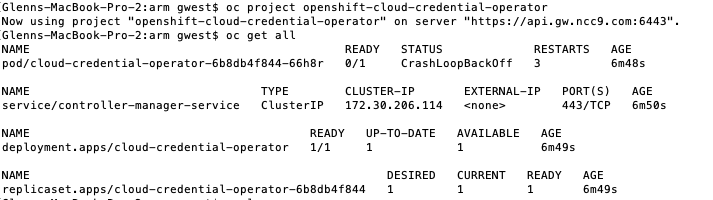 [Glenns-MacBook-Pro-2:arm gwest$ oc project openshift-cloud-credential-operator
Now using project "openshift-cloud-credential-operator" on server "https://api.gw.ncc9.com:6443".
[Glenns-MacBook-Pro-2:arm gwest$ oc get all
NAME READY STATUS RESTARTS AGE
pod/cloud-credential-operator-6b8db4f844-66h8r 0/1 CrashLoopBackOff 3 6m48s
NAME TYPE CLUSTER-IP EXTERNAL-IP PORT(S) AGE
service/controller-manager-service ClusterIP 172.30.206.114 <none> 443/TCP 6m50s
NAME READY UP-TO-DATE AVAILABLE AGE
deployment.apps/cloud-credential-operator 1/1 1 1 6m49s
NAME DESIRED CURRENT READY AGE
replicaset.apps/cloud-credential-operator-6b8db4f844 1 1 1 6m49s